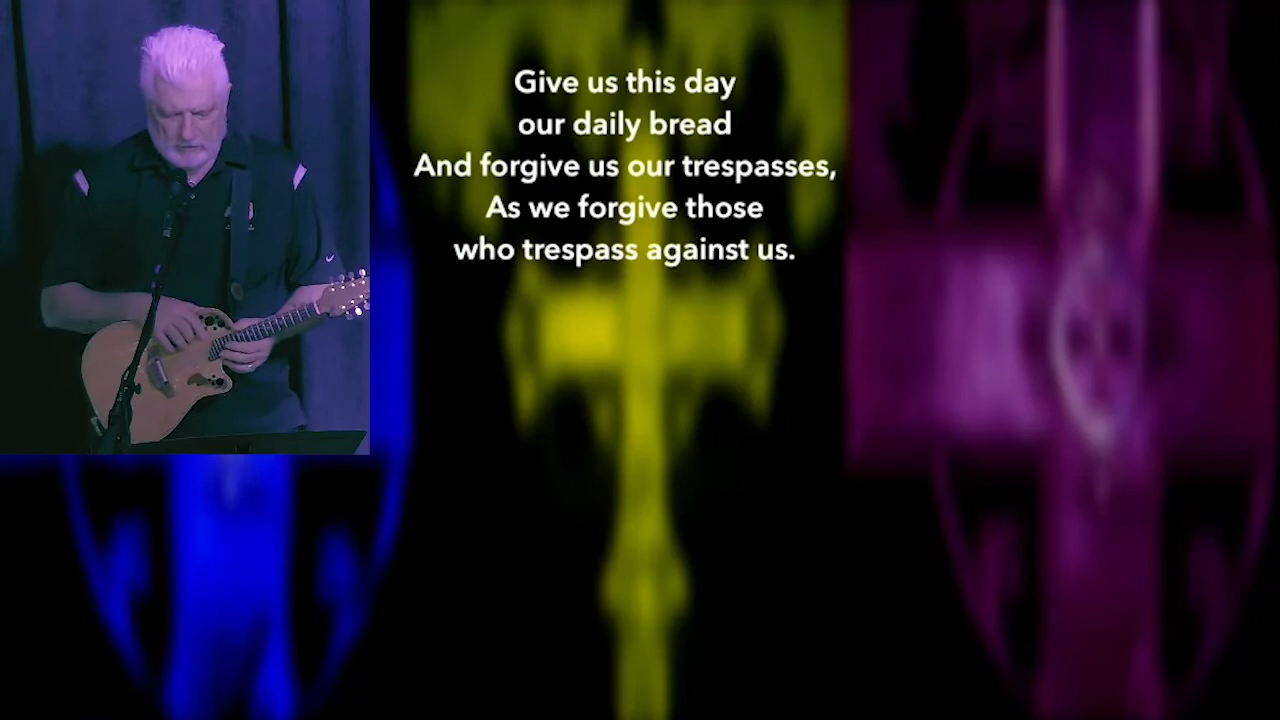 Give us this day
our daily bread
And forgive us our trespasses,
As we forgive those
who trespass against us.